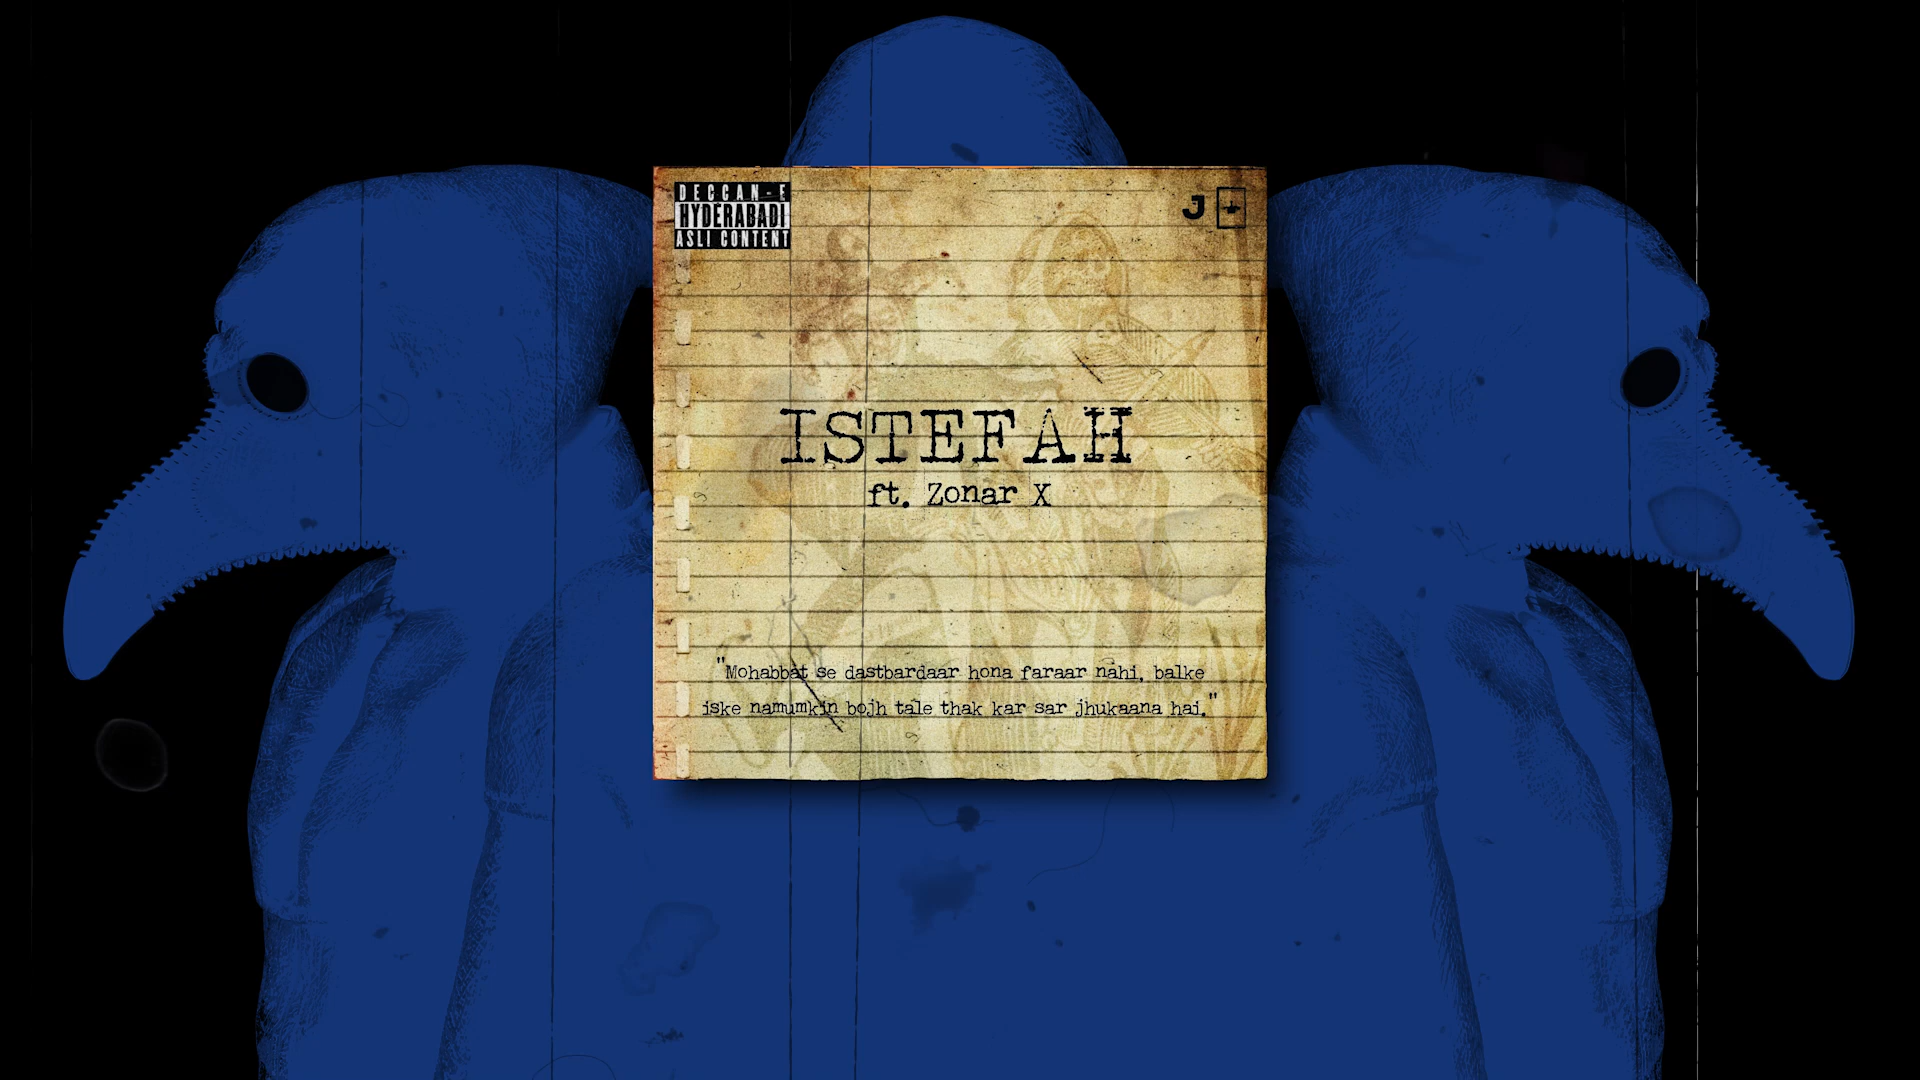 DECCAN-E
HYDERABADI
ASLI CONTENT
J
ISTEFAH
ft. Zonar X
"Mohabbat se dastbardaar hona faraar nahi, balke
iske namumkin bojh tale thak kar sar jhukaana hai."